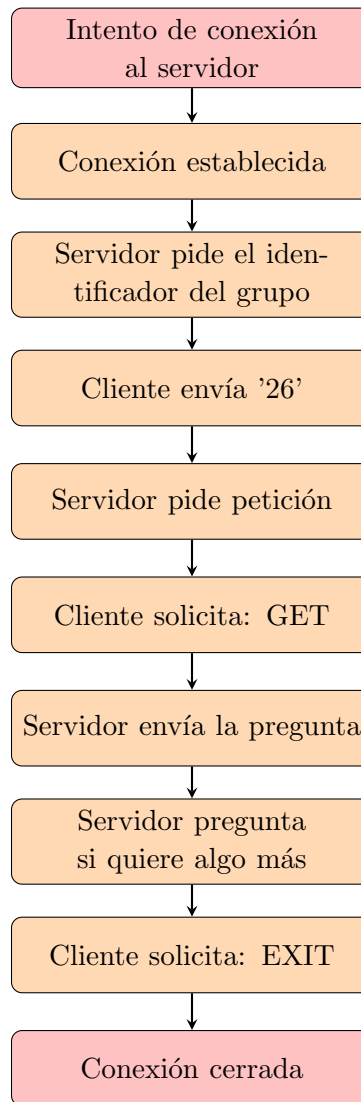 Intento de conexión
al servidor
Conexión establecida
Servidor pide el iden-
tificador del grupo
Cliente envía ’26’
Servidor pide petición
Cliente solicita: GET
Servidor envía la pregunta
Servidor pregunta
si quiere algo más
Cliente solicita: EXIT
Conexión cerrada